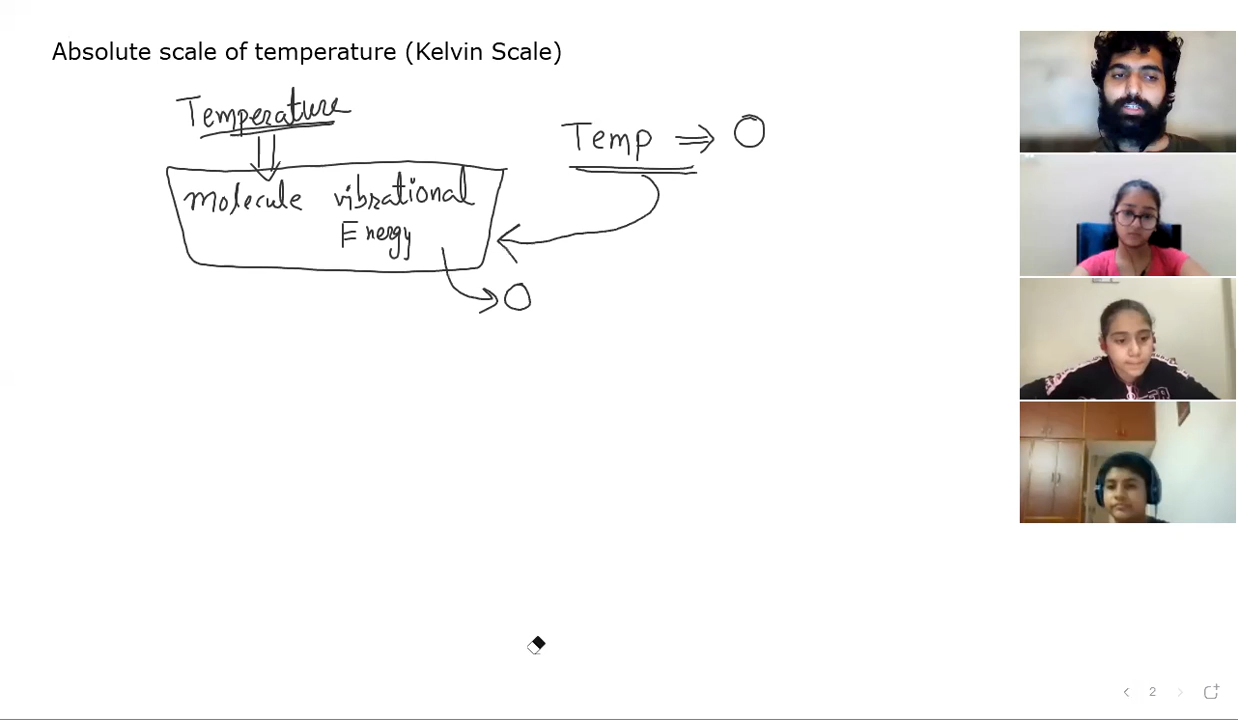 Absolute scale of temperature (Kelvin Scale)
Temperature
Temp ⇒ 0
molecule vibrational
Energy
0
2